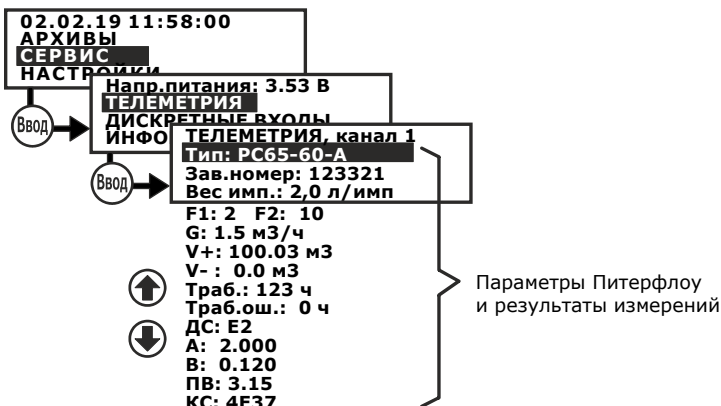 02.02.19 11:58:00
АРХИВЫ
СЕРВИС
НАСТРОЙКИ
Ввод
Напр.питания: 3.53 В
ТЕЛЕМЕТРИЯ
ДИСКРЕТНЫЕ ВХОДЫ
ИНФО
Ввод
ТЕЛЕМЕТРИЯ, канал 1
Тип: РС65-60-А
Зав.номер: 123321
Вес имп.: 2,0 л/имп
F1: 2 F2: 10
G: 1.5 м3/ч
V+: 100.03 м3
V- : 0.0 м3
Траб.: 123 ч
Траб.ош.: 0 ч
ДС: Е2
А: 2.000
В: 0.120
ПВ: 3.15
КС: 4F37
Параметры Питерфлоу
и результаты измерений